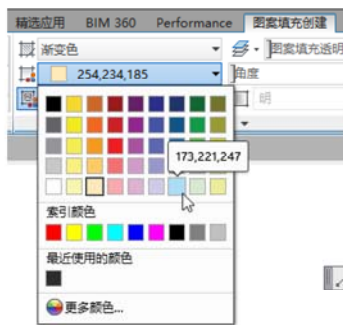 精选应用 BIM 360 Performance 图案填充创建
渐变色 图案填充透明
254,234,185 角度
明
173,221,247
索引颜色
最近使用的颜色
更多颜色...